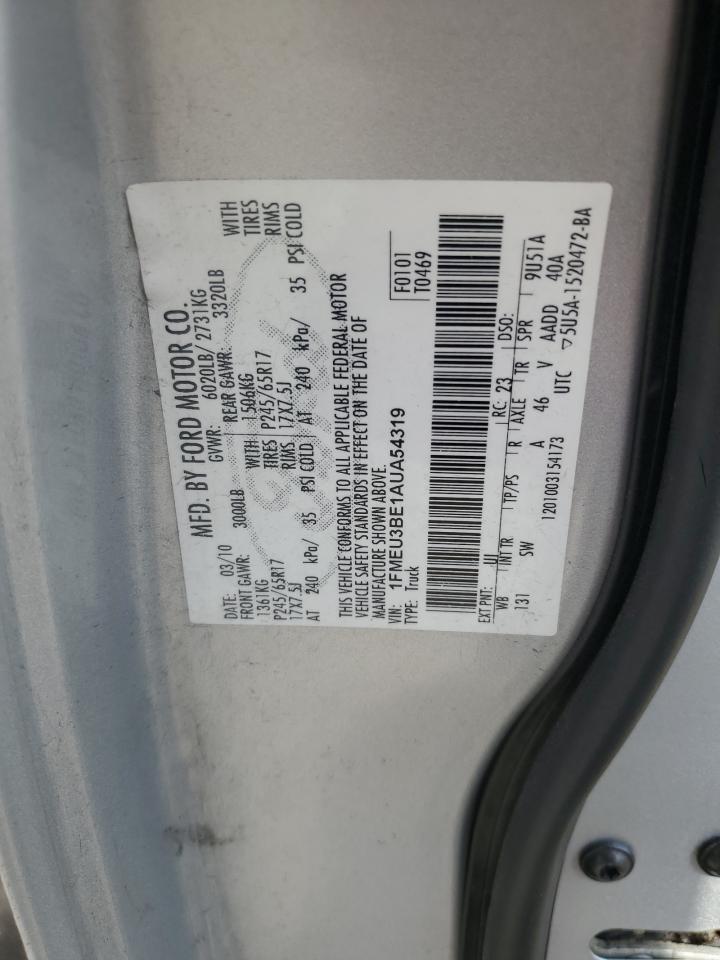 MFD. BY FORD MOTOR CO.
DATE: 03/10 GVWR: 6020LB/ 2731KG
FRONT GAWR: 3000LB REAR GAWR: 3320LB
1361KG WITH 1506KG WITH
P245/65R17 TIRES P245/65R17 TIRES
17X7.5J RIMS 17X7.5J RIMS
AT 240 kPa/ 35 PSI COLD AT 240 kPa/ 35 PSI COLD
THIS VEHICLE CONFORMS TO ALL APPLICABLE FEDERAL MOTOR
VEHICLE SAFETY STANDARDS IN EFFECT ON THE DATE OF
MANUFACTURE SHOWN ABOVE.
VIN: 1FMEU3BE1AUA54319
TYPE: Truck
F0101
T0469
EXT PNT: UI RC: 23 DSO:
WB INT TR TP/PS R AXLE TR SPR 9U51A
131 SW A 46 V AADD 40A
1201003154173 UTC ▽5U5A-1520472-BA